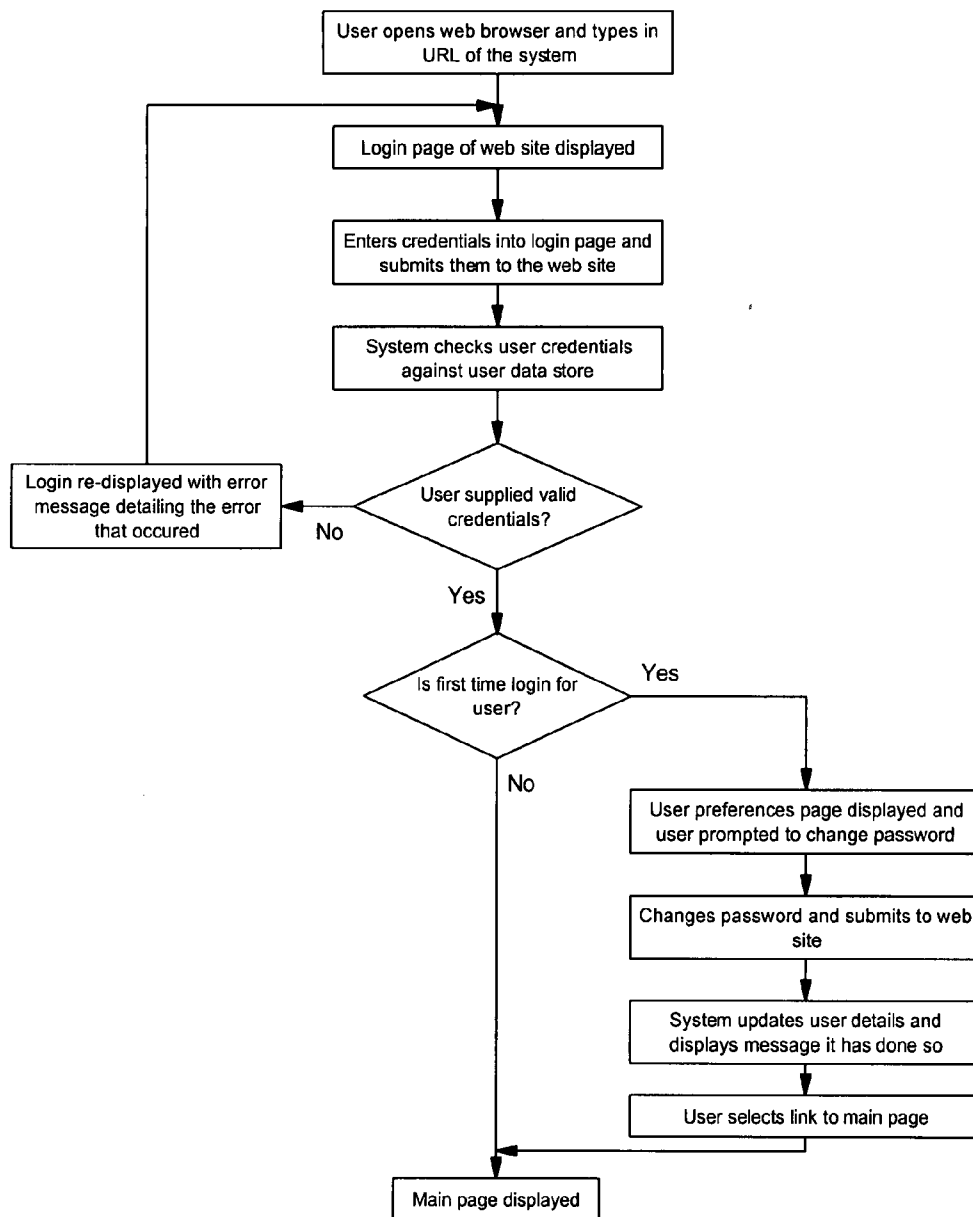 User opens web browser and types in
URL of the system
Login page of web site displayed
Enters credentials into login page and
submits them to the web site
System checks user credentials
against user data store
Login re-displayed with error
message detailing the error
that occured
No
User supplied valid
credentials?
Yes
Is first time login for
user?
Yes
No
User preferences page displayed and
user prompted to change password
Changes password and submits to web
site
System updates user details and
displays message it has done so
User selects link to main page
Main page displayed